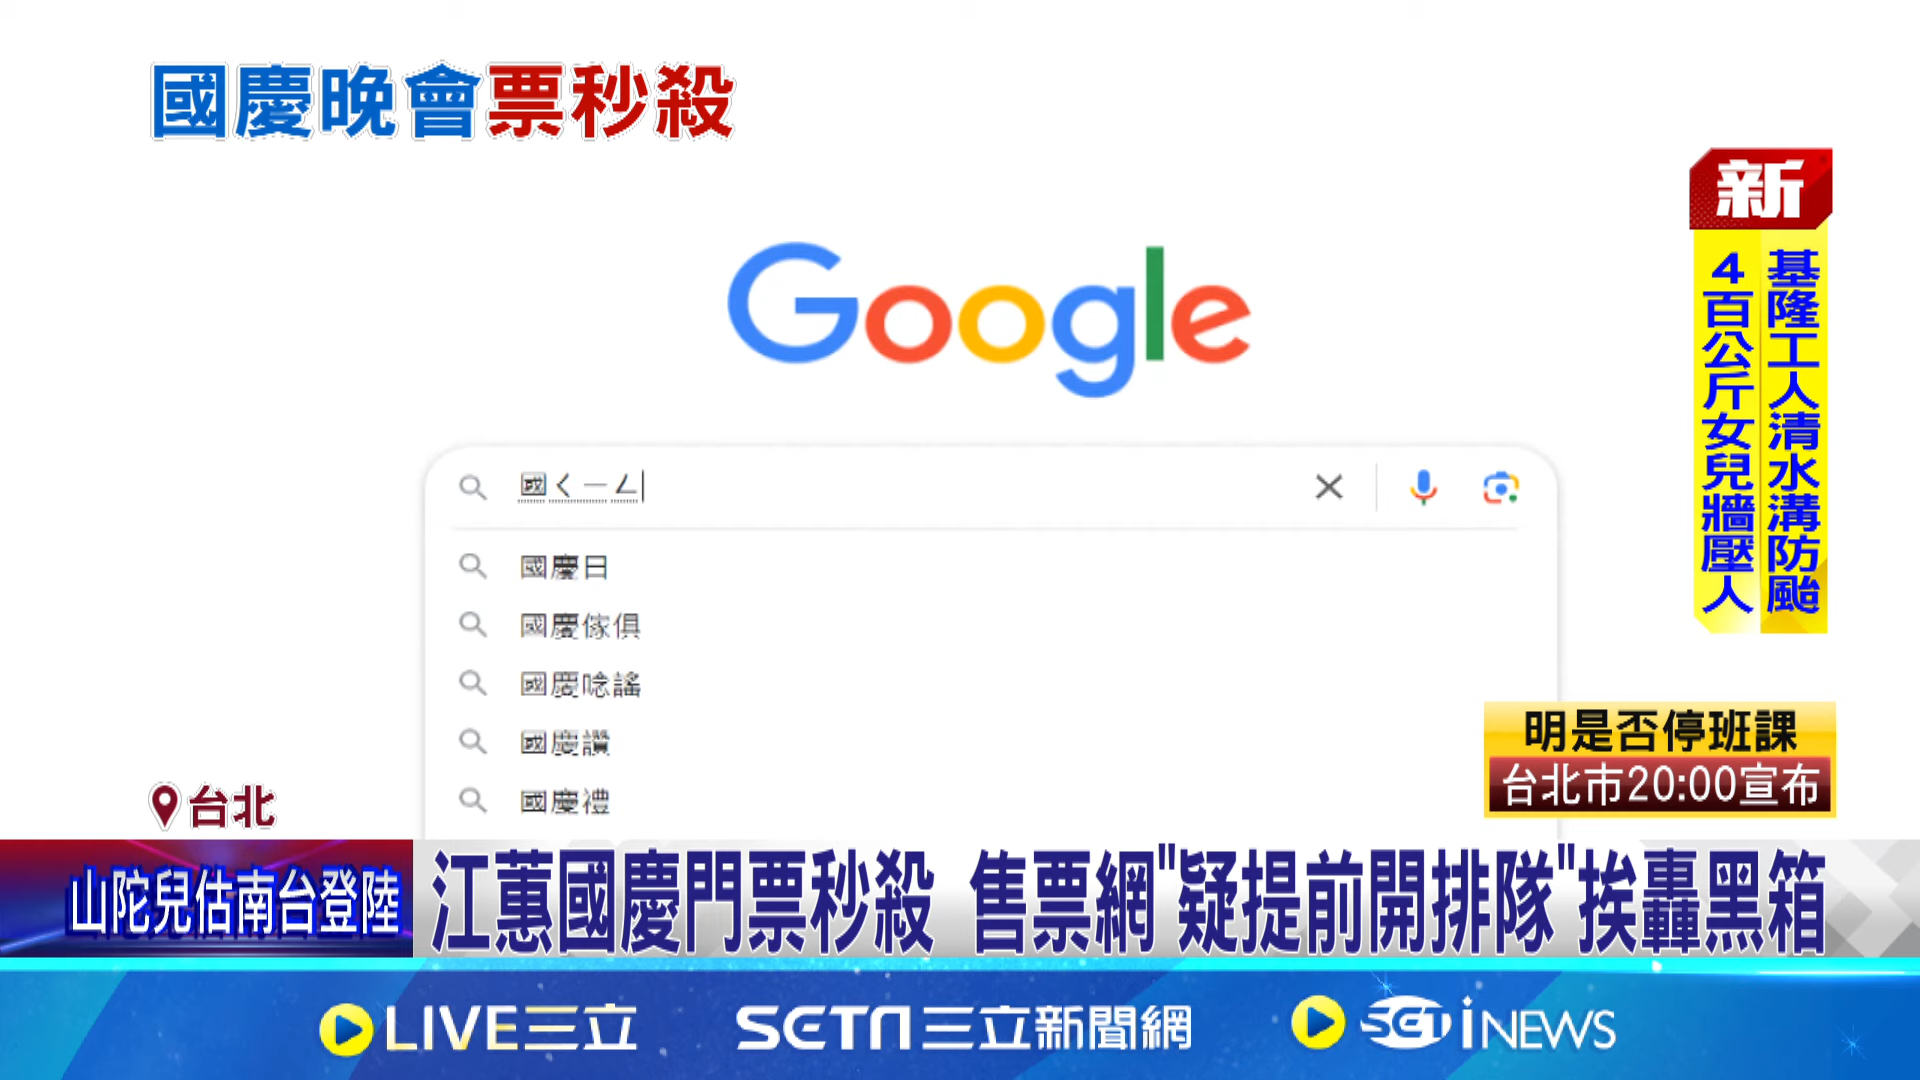 國慶晚會票秒殺
新
基隆工人清水溝防颱
4百公斤女兒牆壓人
Google
國ㄑㄧㄥ
國慶日
國慶傢俱
國慶唸謠
國慶讚
國慶禮
明是否停班課
台北市20:00宣布
台北
山陀兒估南台登陸
江蕙國慶門票秒殺 售票網"疑提前開排隊"挨轟黑箱
LIVE三立
SETN三立新聞網
SETiNEWS